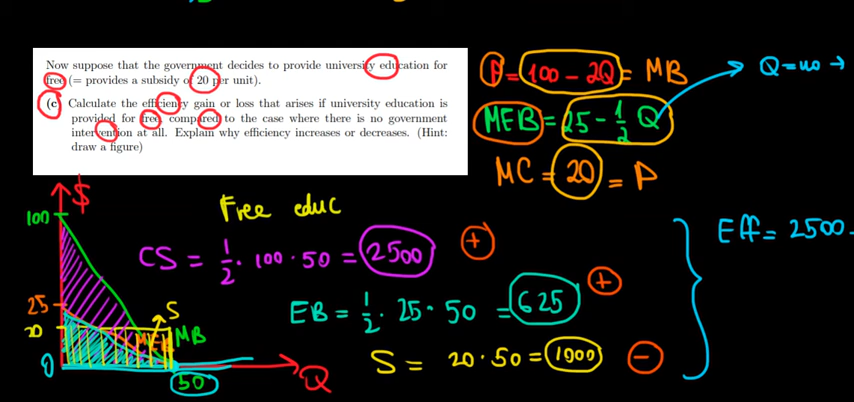 Now suppose that the government decides to provide university education for
free (= provides a subsidy of 20 per unit).
(c) Calculate the efficiency gain or loss that arises if university education is
provided for free, compared to the case where there is no government
intervention at all. Explain why efficiency increases or decreases. (Hint:
draw a figure)
P = 100 - 2Q = MB
Q = 40 →
MEB = 25 - 1/2 Q
MC = 20 = P
$
100
Free educ
CS = 1/2 · 100 · 50 = 2500 +
Eff = 2500 -
25
S
EB = 1/2 · 25 · 50 = 625 +
20
MEB MB
S = 20 · 50 = 1000 -
0
50
Q